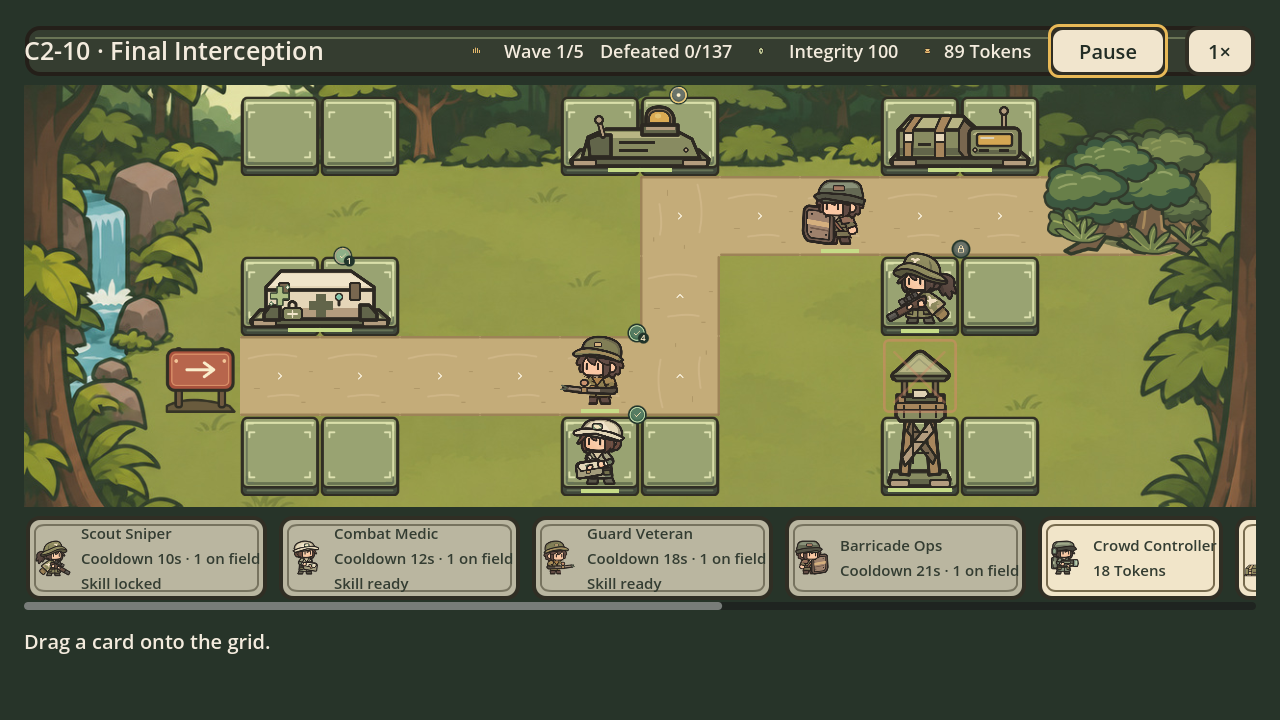 C2-10 · Final Interception
Wave 1/5
Defeated 0/137
Integrity 100
89 Tokens
Pause
1×
1
4
Scout Sniper
Cooldown 10s · 1 on field
Skill locked
Combat Medic
Cooldown 12s · 1 on field
Skill ready
Guard Veteran
Cooldown 18s · 1 on field
Skill ready
Barricade Ops
Cooldown 21s · 1 on field
Crowd Controller
18 Tokens
Drag a card onto the grid.